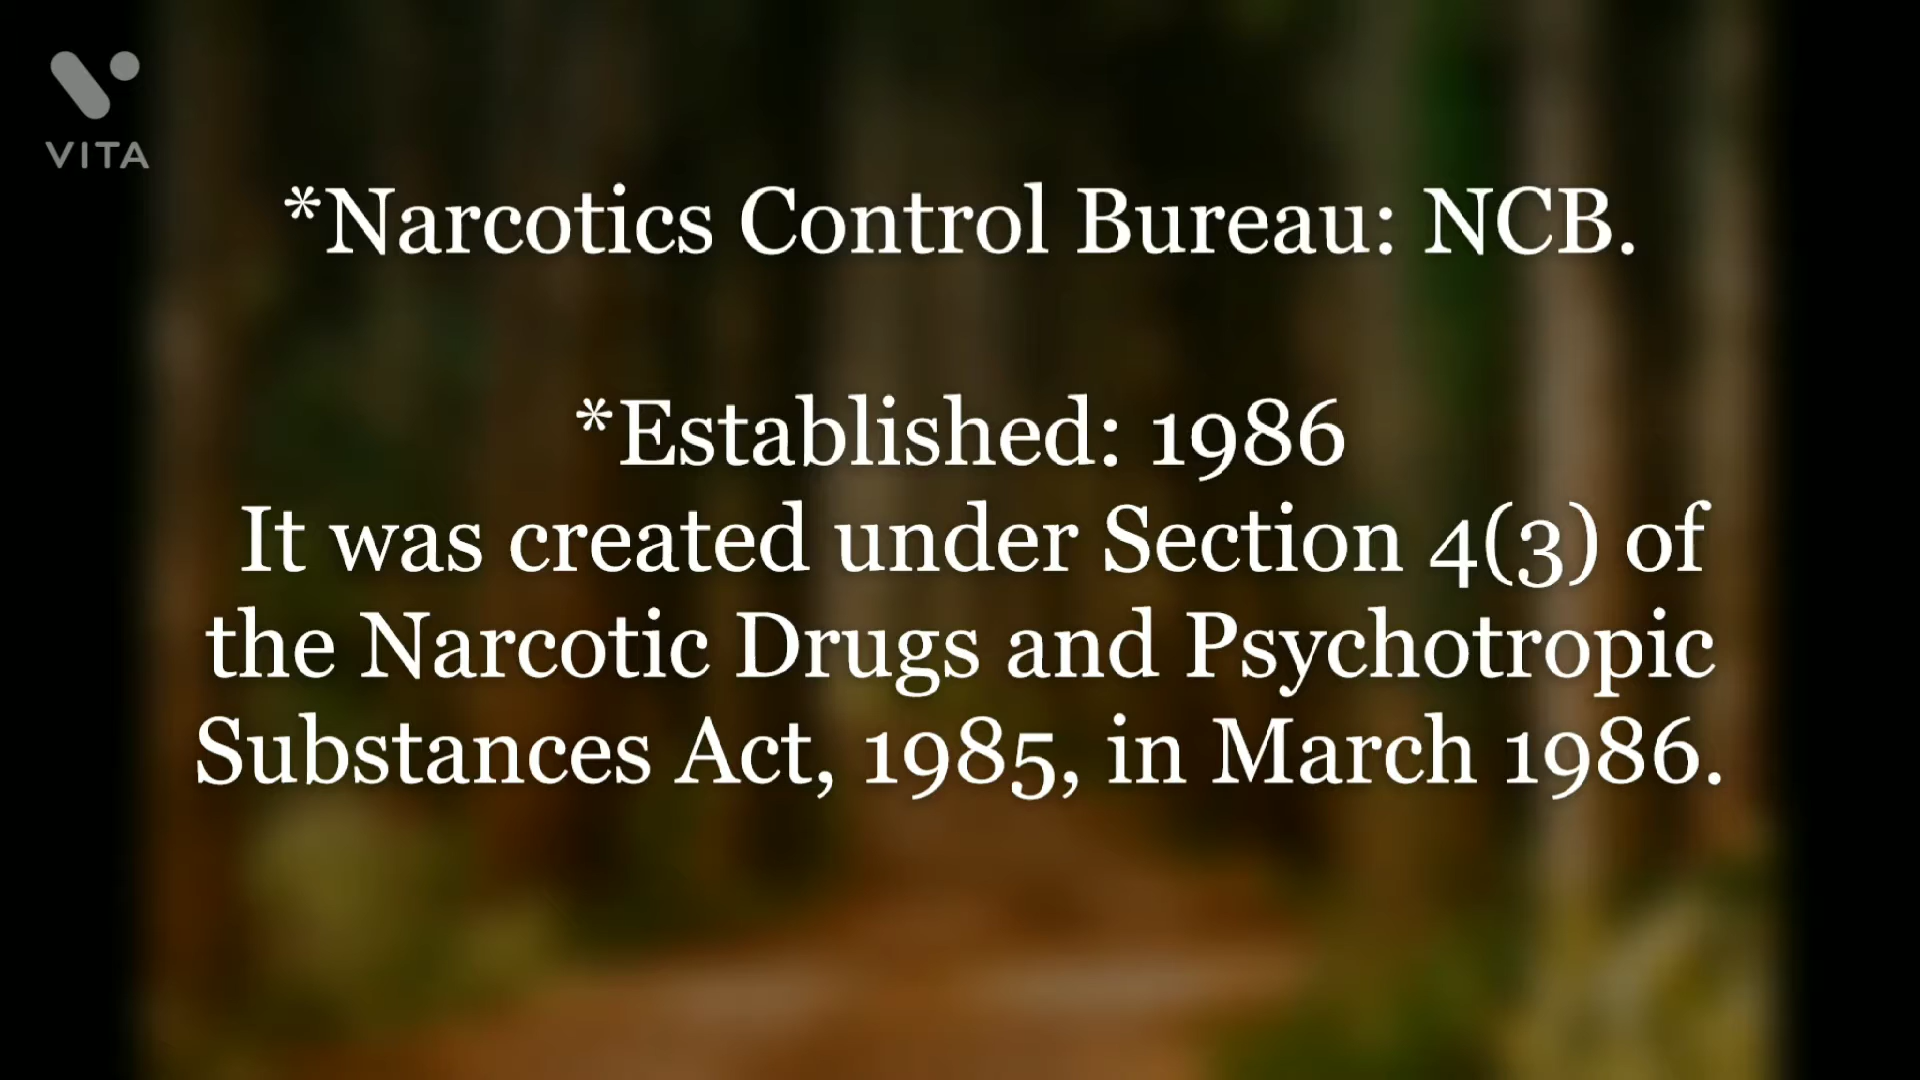 VITA
*Narcotics Control Bureau: NCB.
*Established: 1986
It was created under Section 4(3) of
the Narcotic Drugs and Psychotropic
Substances Act, 1985, in March 1986.